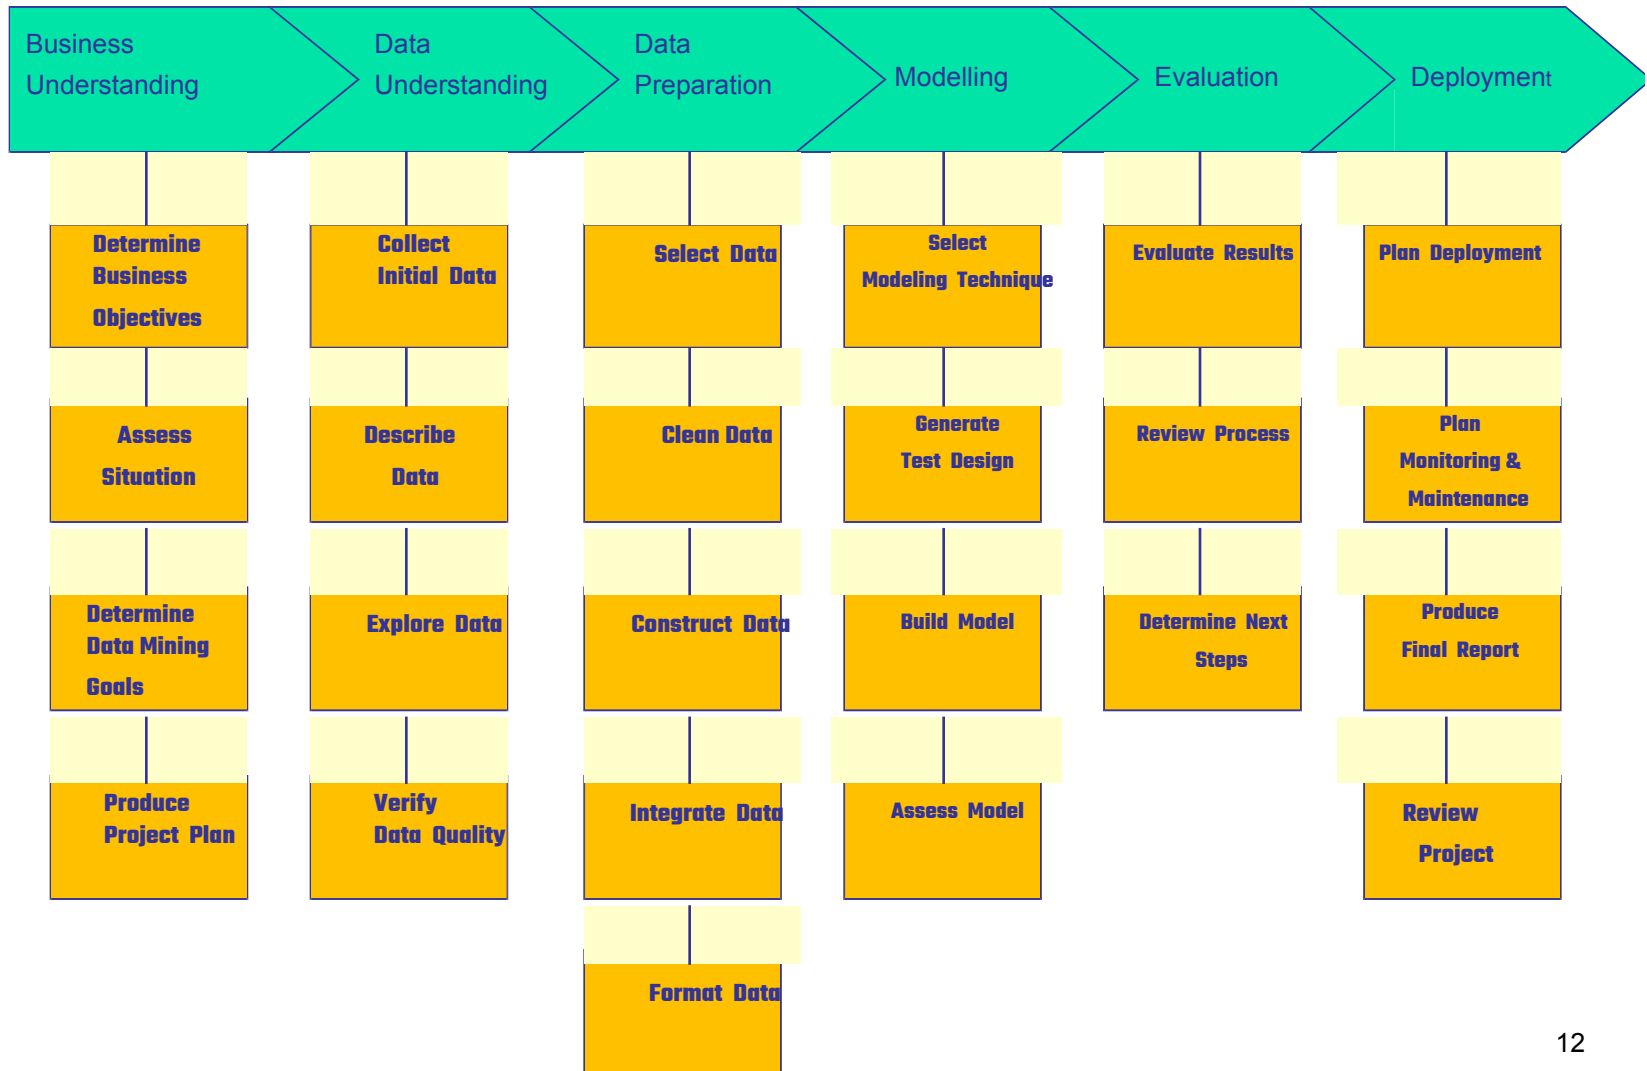 Business
Understanding
Data
Understanding
Data
Preparation
Modelling
Evaluation
Deployment
Determine
Business
Objectives
Collect
Initial Data
Select Data
Select
Modeling Technique
Evaluate Results
Plan Deployment
Assess
Situation
Describe
Data
Clean Data
Generate
Test Design
Review Process
Plan
Monitoring &
Maintenance
Determine
Data Mining
Goals
Explore Data
Construct Data
Build Model
Determine Next
Steps
Produce
Final Report
Produce
Project Plan
Verify
Data Quality
Integrate Data
Assess Model
Review
Project
Format Data
12